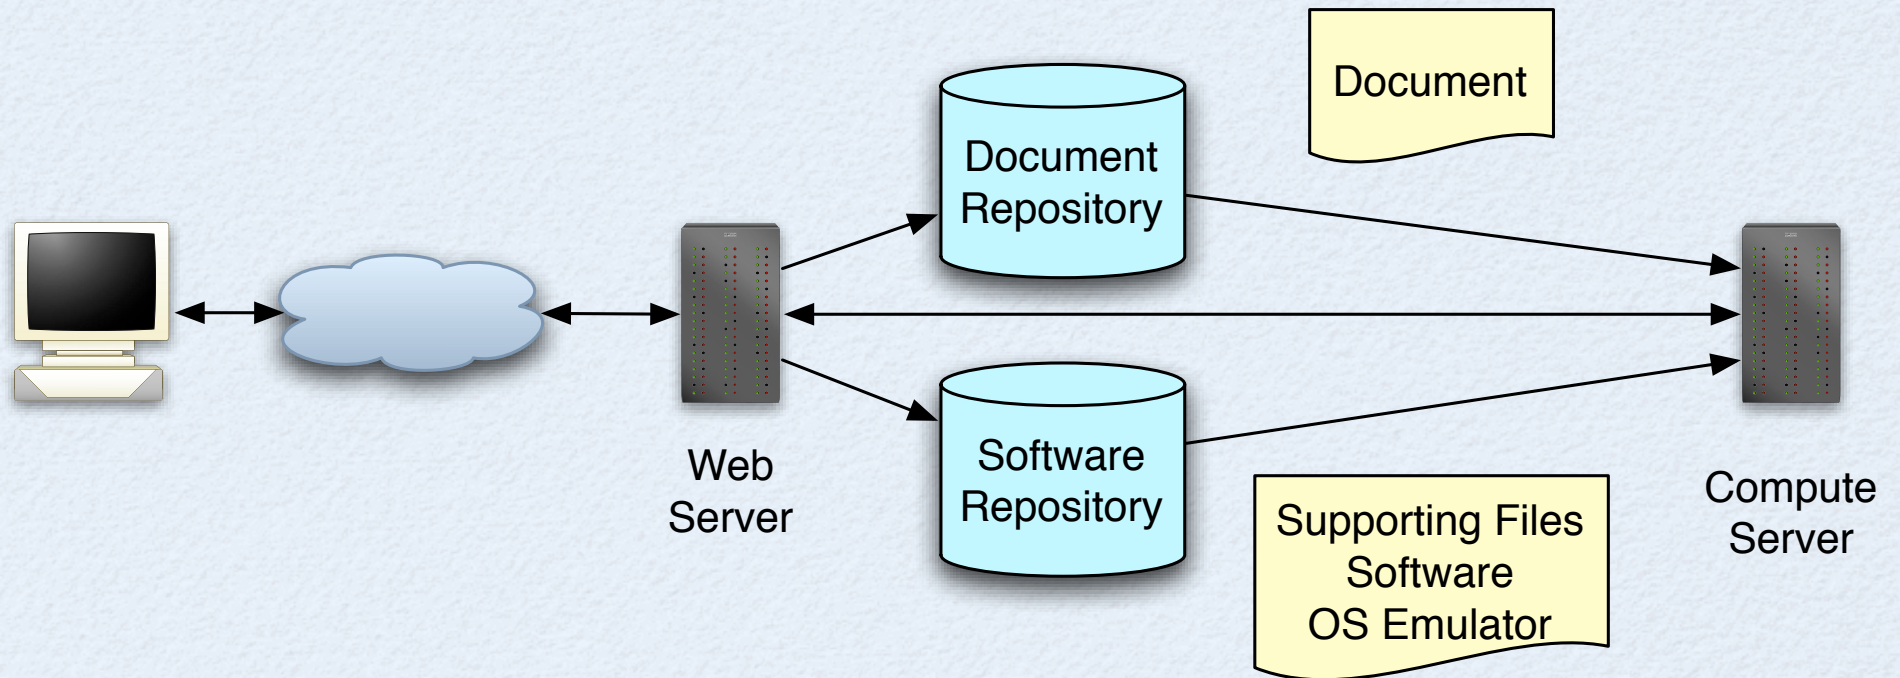 Document
Document
Repository
Web
Server
Software
Repository
Supporting Files
Software
OS Emulator
Compute
Server